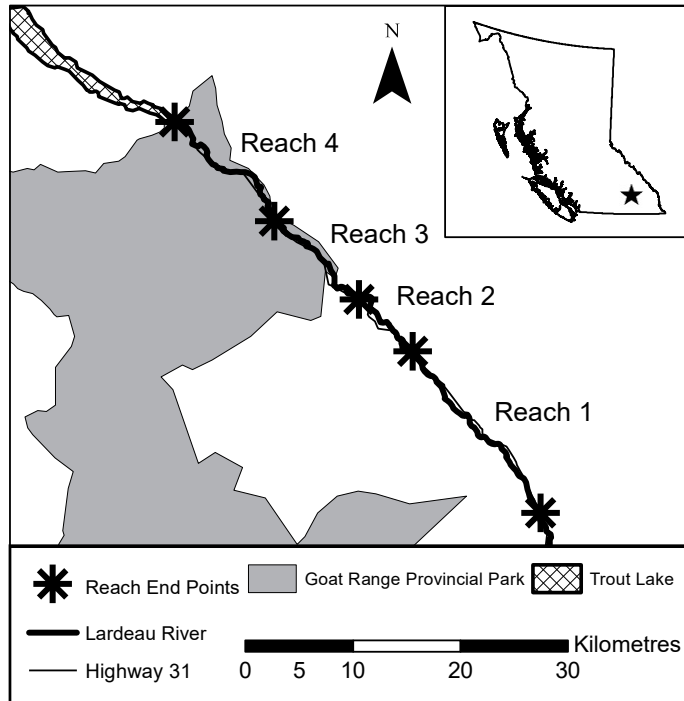 N
Reach 4
Reach 3
Reach 2
Reach 1
Reach End Points
Goat Range Provincial Park
Trout Lake
Lardeau River
Highway 31
Kilometres
0 5 10 20 30